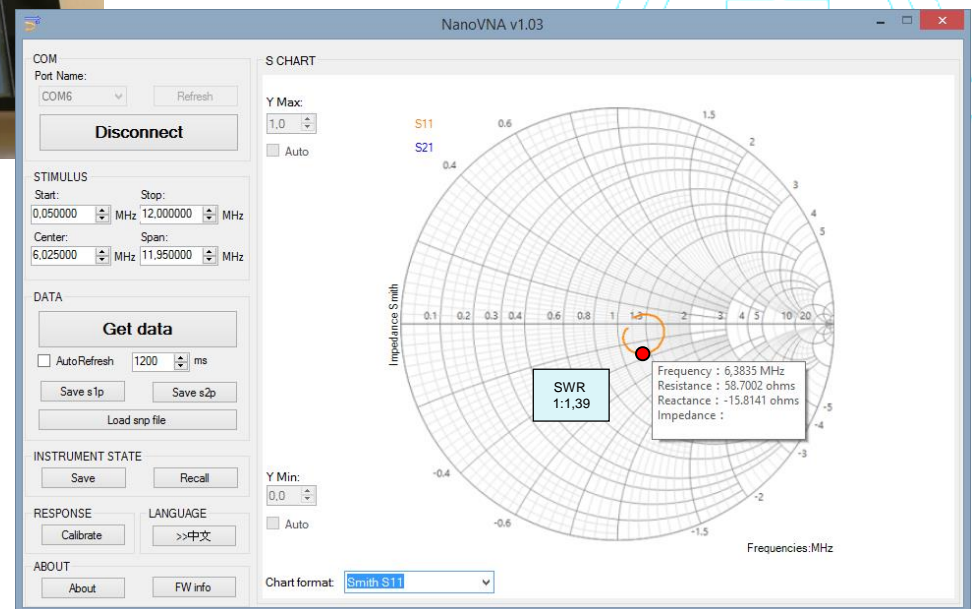 NanoVNA v1.03
COM
Port Name:
COM6
Refresh
Disconnect
STIMULUS
Start:
Stop:
0,050000 MHz 12,000000 MHz
Center:
Span:
6,025000 MHz 11,950000 MHz
DATA
Get data
AutoRefresh 1200 ms
Save s1p
Save s2p
Load snp file
INSTRUMENT STATE
Save
Recall
RESPONSE
LANGUAGE
Calibrate
>>中文
ABOUT
About
FW info
S CHART
Y Max:
1,0
Auto
S11
S21
0.6
1.5
0.4
2
3
4
5
Impedance Smith
0.1 0.2 0.3 0.4 0.6 0.8 1 1.5 2 3 4 5 10 20
SWR
1:1,39
Frequency : 6,3835 MHz
Resistance : 58.7002 ohms
Reactance : -15.8141 ohms
Impedance :
-5
-4
-3
-0.4
-2
-0.6
-1.5
Y Min:
0,0
Auto
Frequencies:MHz
Chart format: Smith S11